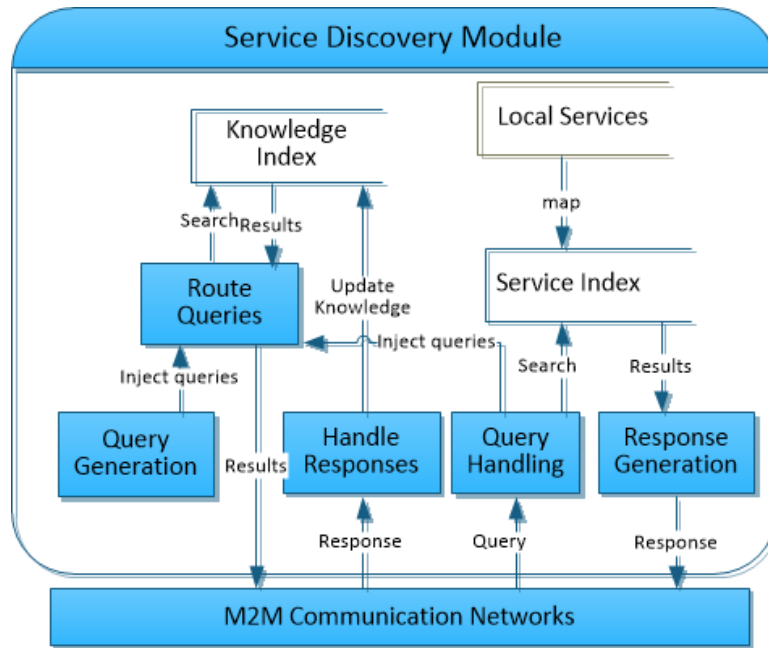 Service Discovery Module
Knowledge
Index
Local Services
Search
Results
map
Route
Queries
Update
Knowledge
Service Index
Inject queries
Inject queries
Search
Results
Query
Generation
Handle
Responses
Query
Handling
Response
Generation
Results
Response
Query
Response
M2M Communication Networks